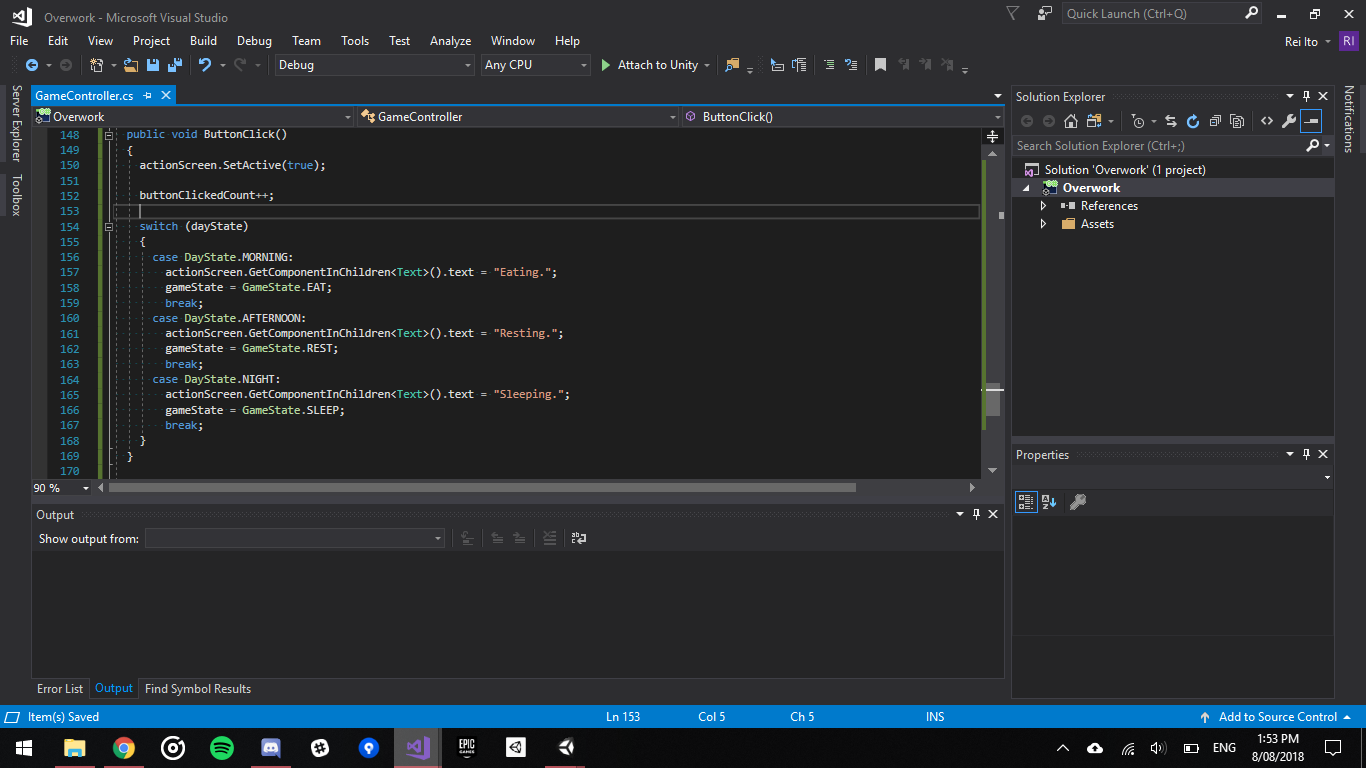 Overwork - Microsoft Visual Studio
Quick Launch (Ctrl+Q)
File Edit View Project Build Debug Team Tools Test Analyze Window Help
Rei Ito RI
Debug Any CPU Attach to Unity
Server Explorer
Toolbox
GameController.cs
Overwork GameController ButtonClick()
148 public void ButtonClick()
149 {
150 actionScreen.SetActive(true);
151
152 buttonClickedCount++;
153
154 switch (dayState)
155 {
156 case DayState.MORNING:
157 actionScreen.GetComponentInChildren<Text>().text = "Eating.";
158 gameState = GameState.EAT;
159 break;
160 case DayState.AFTERNOON:
161 actionScreen.GetComponentInChildren<Text>().text = "Resting.";
162 gameState = GameState.REST;
163 break;
164 case DayState.NIGHT:
165 actionScreen.GetComponentInChildren<Text>().text = "Sleeping.";
166 gameState = GameState.SLEEP;
167 break;
168 }
169 }
170
90 %
Output
Show output from:
Error List Output Find Symbol Results
Solution Explorer
Search Solution Explorer (Ctrl+;)
Solution 'Overwork' (1 project)
Overwork
References
Assets
Properties
Notifications
Item(s) Saved Ln 153 Col 5 Ch 5 INS Add to Source Control
EPIC
GAMES
ENG
1:53 PM
8/08/2018